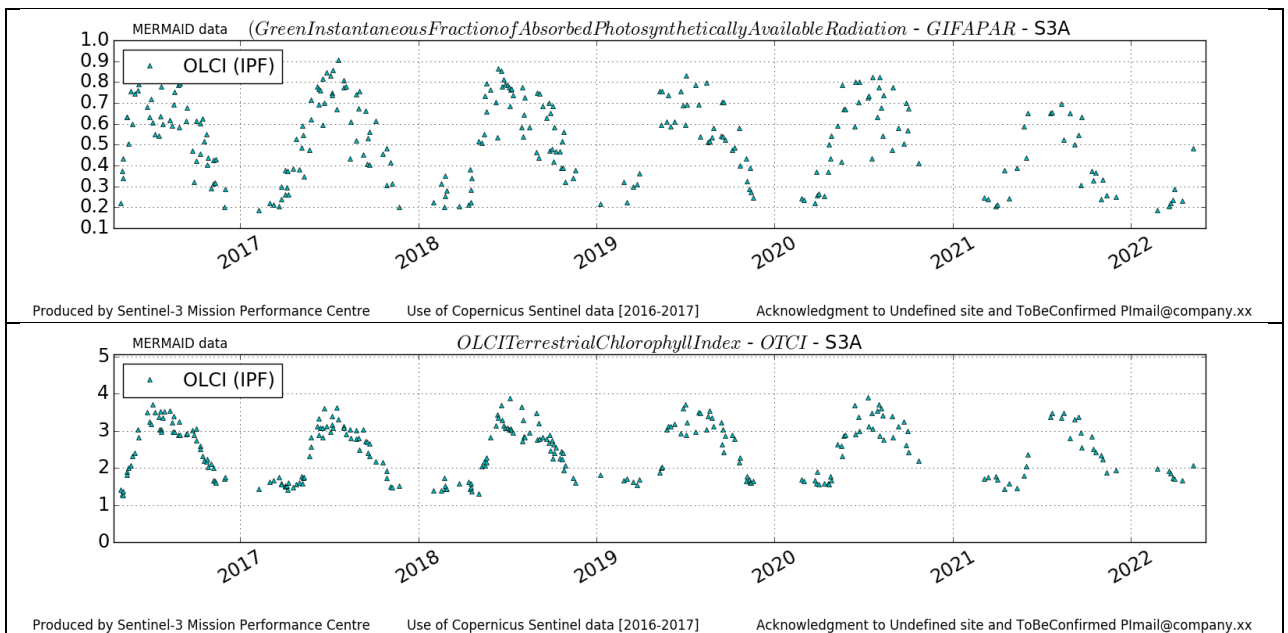 MERMAID data (GreenInstantaneousFractionofAbsorbedPhotosyntheticallyAvailableRadiation - GIFAPAR - S3A
1.0
0.9
0.8
0.7
0.6
0.5
0.4
0.3
0.2
0.1
OLCI (IPF)
2017 2018 2019 2020 2021 2022
Produced by Sentinel-3 Mission Performance Centre Use of Copernicus Sentinel data [2016-2017] Acknowledgment to Undefined site and ToBeConfirmed PImail@company.xx
MERMAID data OLCITerrestrialChlorophyllIndex - OTCI - S3A
5
4
3
2
1
0
OLCI (IPF)
2017 2018 2019 2020 2021 2022
Produced by Sentinel-3 Mission Performance Centre Use of Copernicus Sentinel data [2016-2017] Acknowledgment to Undefined site and ToBeConfirmed PImail@company.xx